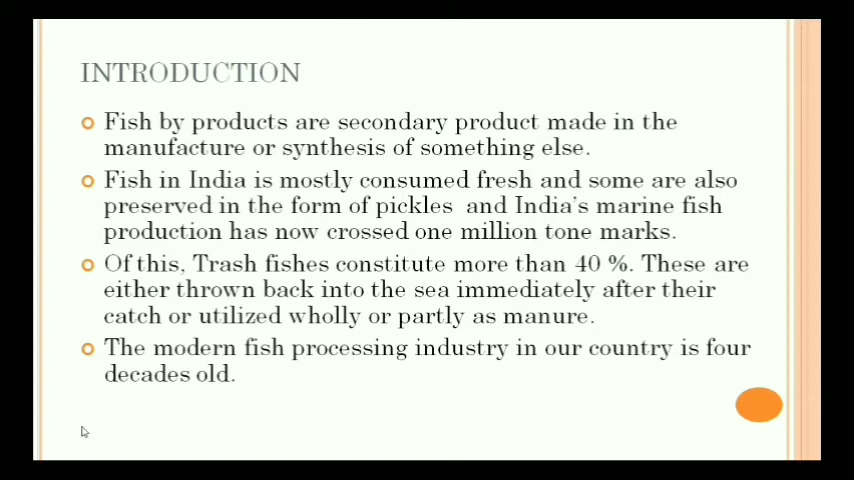 INTRODUCTION
Fish by products are secondary product made in the
manufacture or synthesis of something else.
Fish in India is mostly consumed fresh and some are also
preserved in the form of pickles and India's marine fish
production has now crossed one million tone marks.
Of this, Trash fishes constitute more than 40 %. These are
either thrown back into the sea immediately after their
catch or utilized wholly or partly as manure.
The modern fish processing industry in our country is four
decades old.